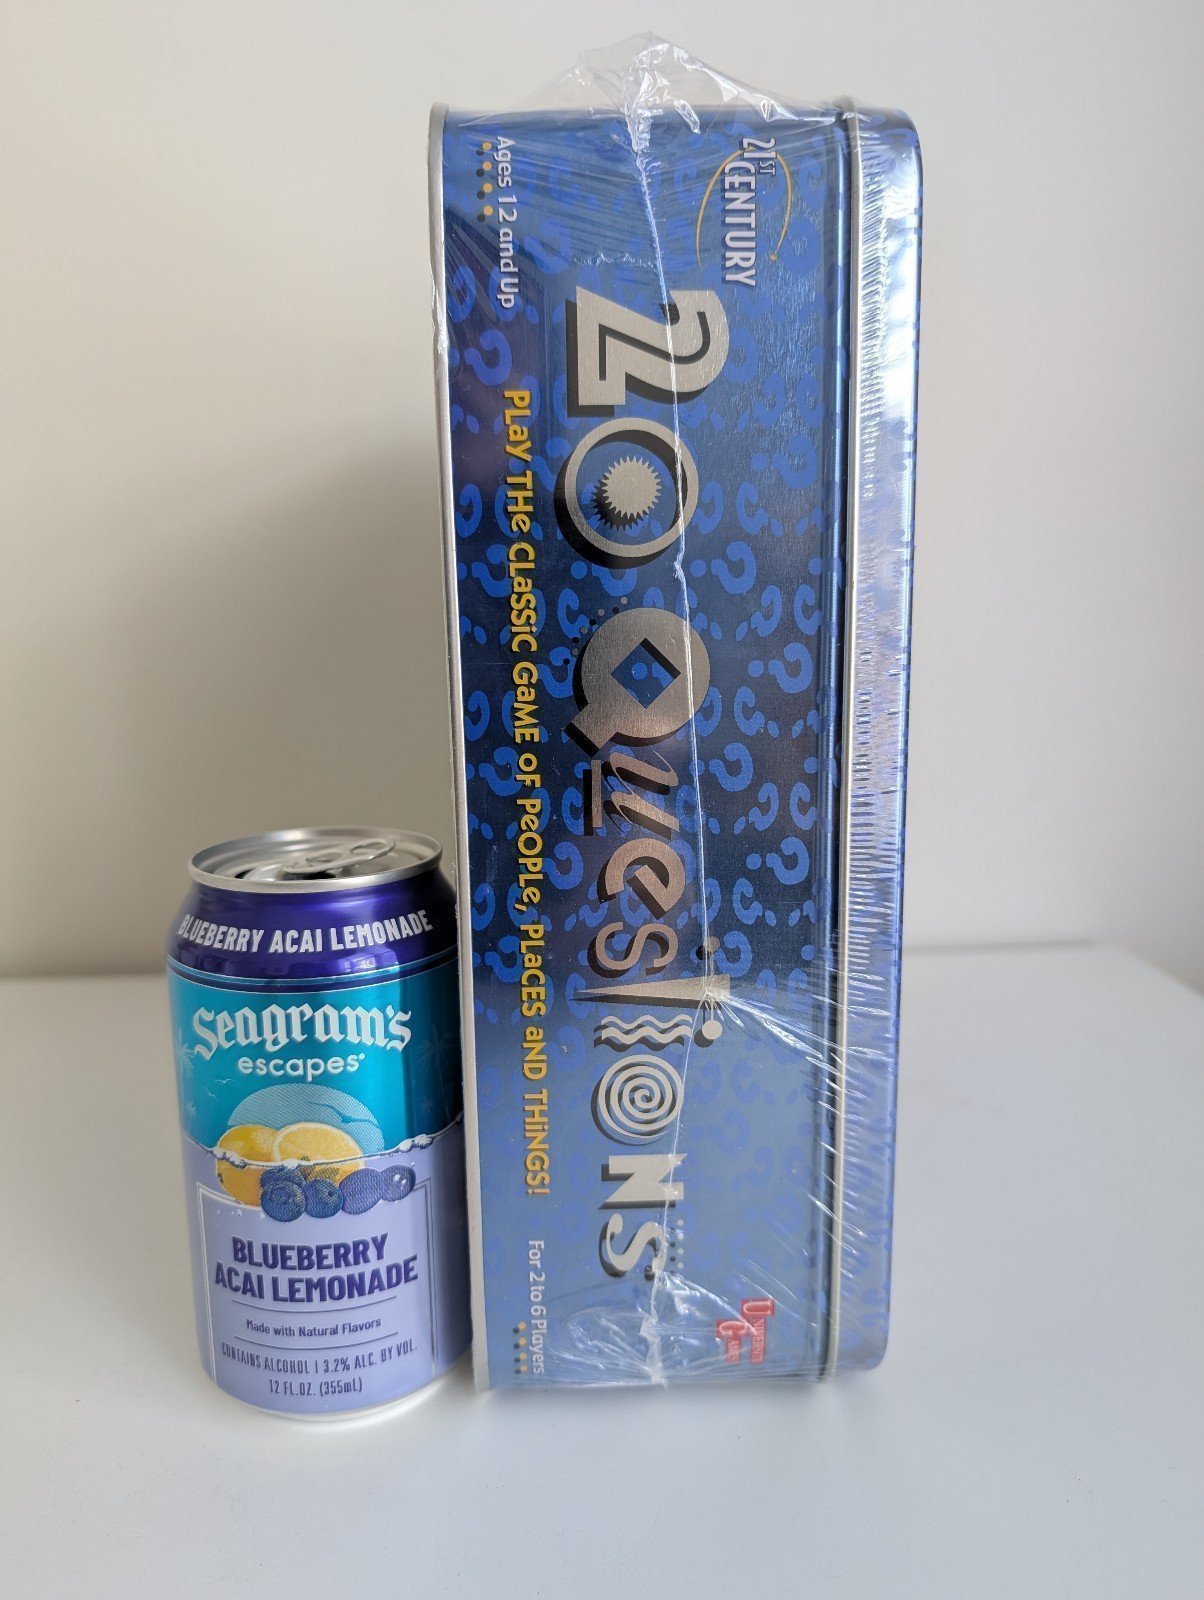 BLUEBERRY ACAI LEMONADE
Seagram's
escapes
BLUEBERRY
ACAI LEMONADE
Made with Natural Flavors
CONTAINS ALCOHOL | 3.2% ALC. BY VOL.
12 FL.OZ. (355mL)
21ST
CENTURY
20 Questions
PLaY THe CLaSSiC GaME OF PeOPLe, PLaCES aND THiNGS!
Ages 12 and Up
For 2 to 6 Players
UNIVERSITY
GAMES